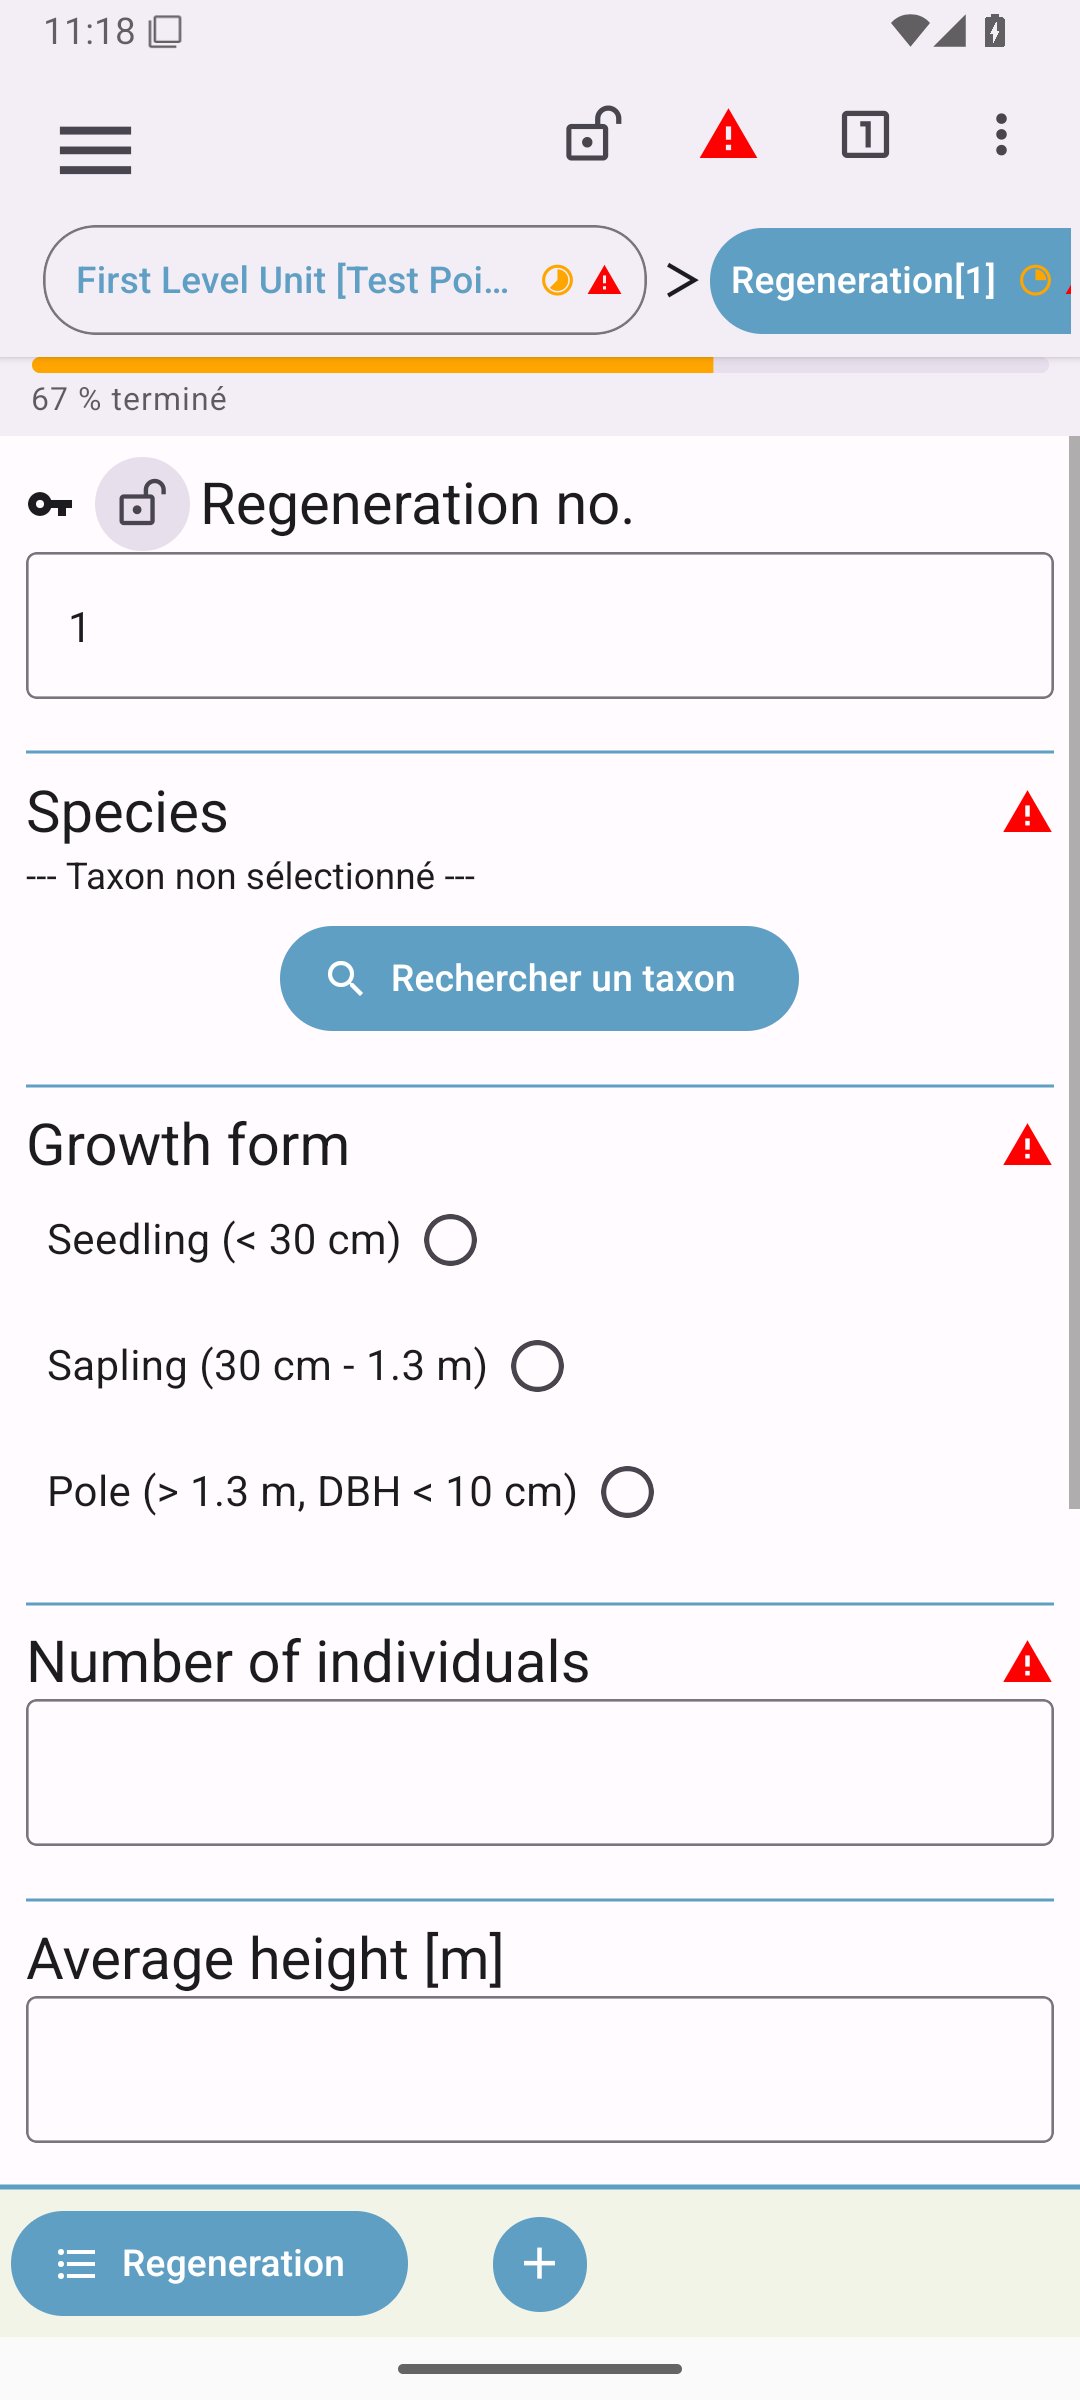 11:18
1
First Level Unit [Test Poi... > Regeneration[1]
67 % terminé
Regeneration no.
1
Species
--- Taxon non sélectionné ---
Rechercher un taxon
Growth form
Seedling (< 30 cm)
Sapling (30 cm - 1.3 m)
Pole (> 1.3 m, DBH < 10 cm)
Number of individuals
Average height [m]
Regeneration